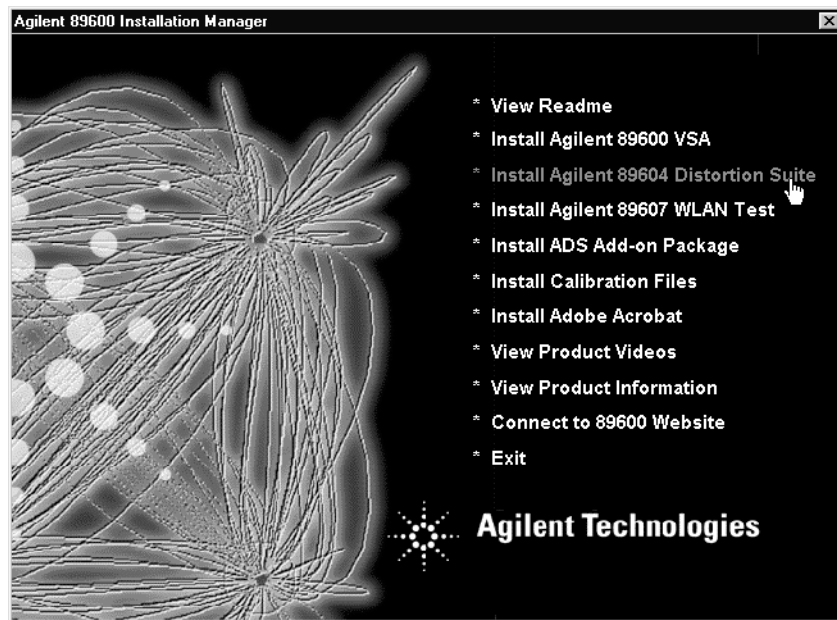 Agilent 89600 Installation Manager
* View Readme
* Install Agilent 89600 VSA
* Install Agilent 89604 Distortion Suite
* Install Agilent 89607 WLAN Test
* Install ADS Add-on Package
* Install Calibration Files
* Install Adobe Acrobat
* View Product Videos
* View Product Information
* Connect to 89600 Website
* Exit
Agilent Technologies